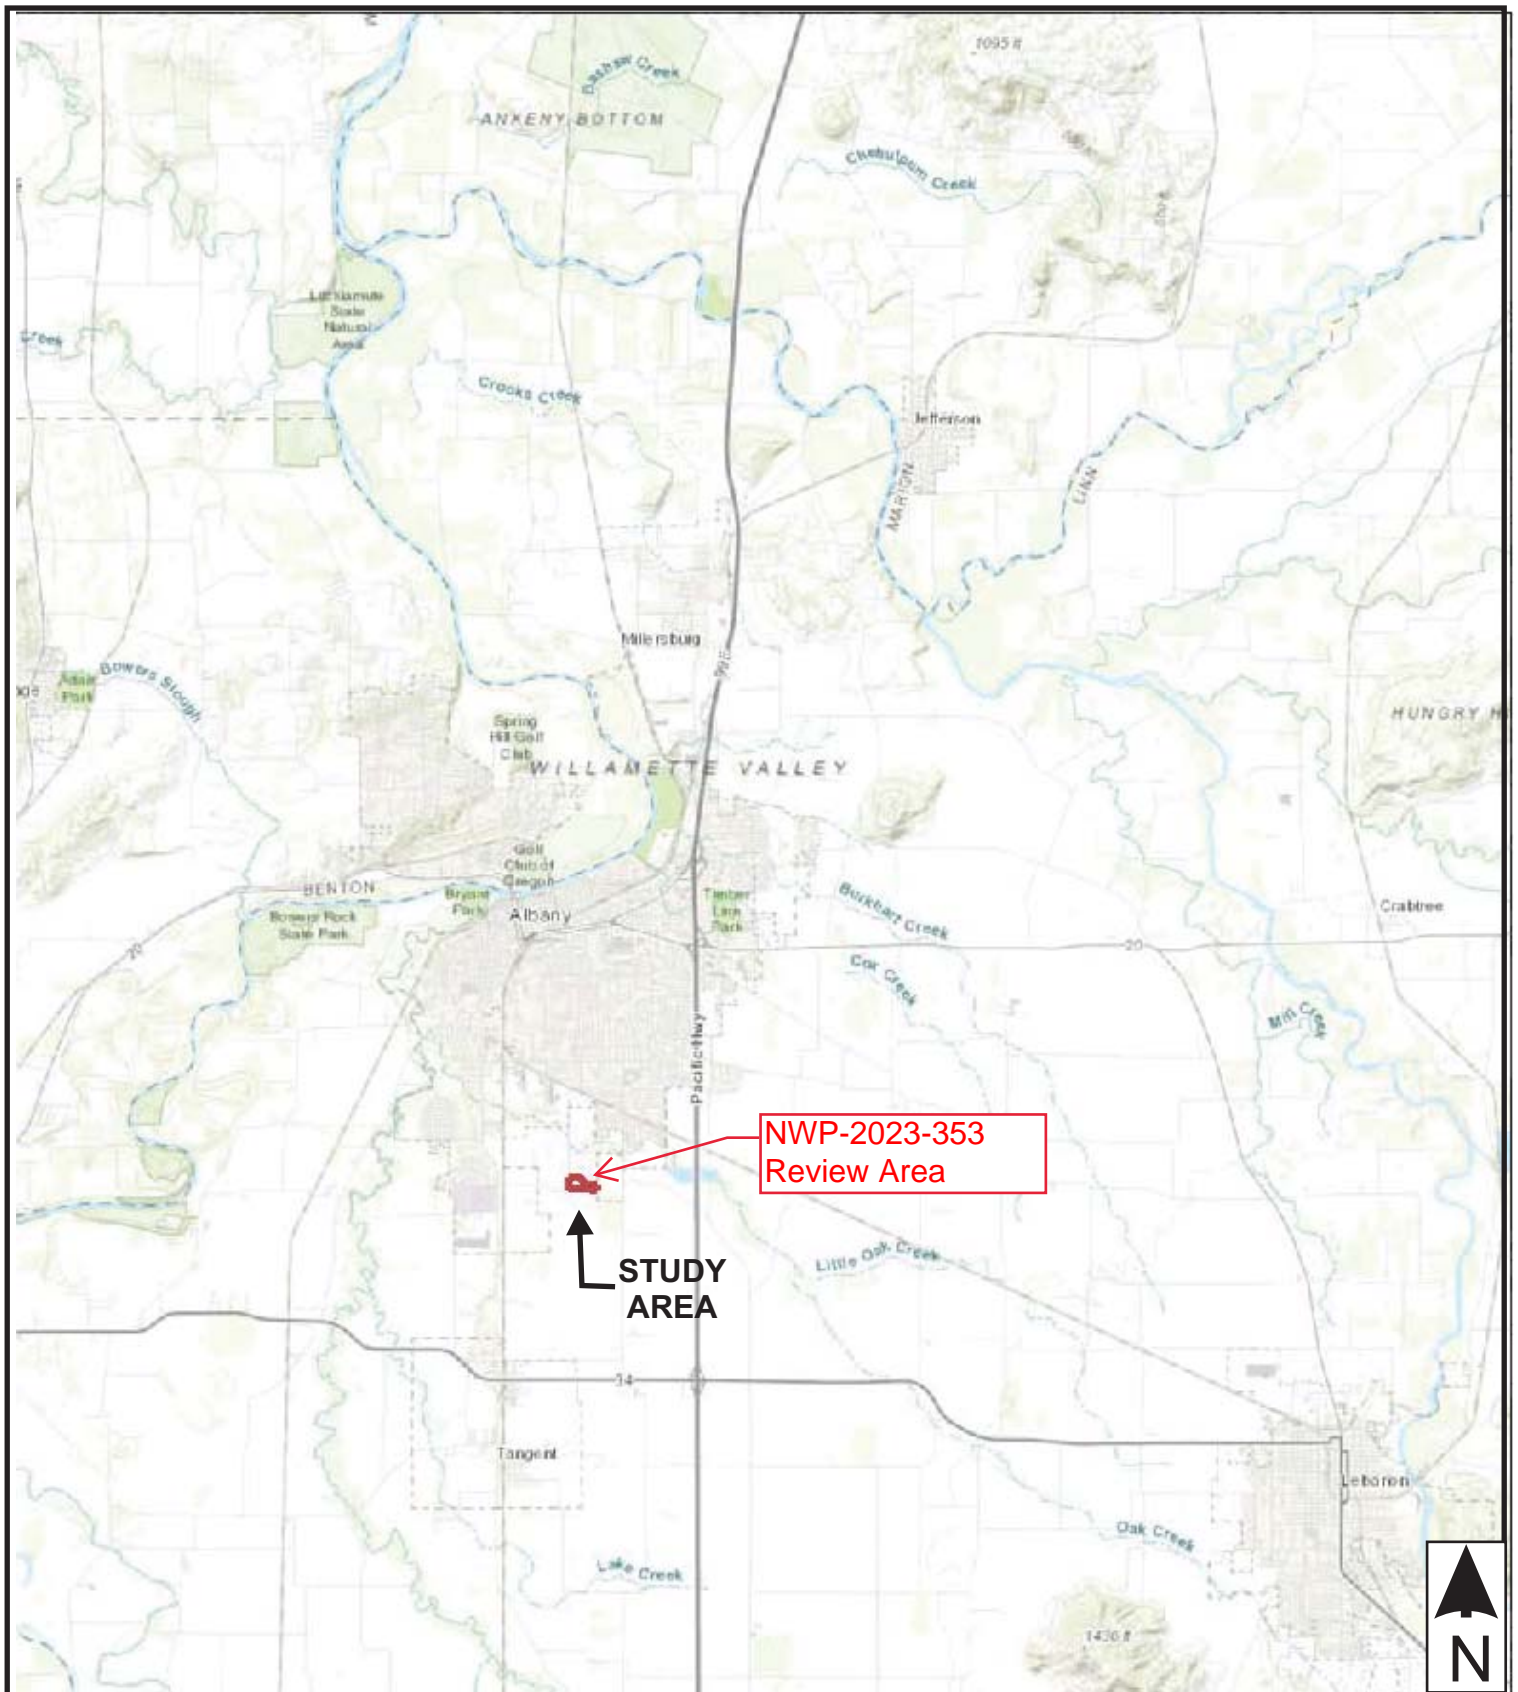 1095 ft
Bashaw Creek
ANKENY BOTTOM
Chehulpum Creek
Luckiamute
State
Natural
Area
Creek
Crooks Creek
Jefferson
MARION
LINN
Millersburg
99E
Adair
Park
Bowers Slough
Spring
Hill Golf
Club
HUNGRY H
WILLAMETTE VALLEY
Golf
Club of
Oregon
BENTON
Bryant
Park
Albany
Timber
Linn
Park
Burkhart Creek
Crabtree
Bowers Rock
State Park
20
20
Cox Creek
Mill Creek
Pacific Hwy
NWP-2023-353
Review Area
STUDY
AREA
Little Oak Creek
34
Tangent
Lebanon
Oak Creek
Lake Creek
1436 ft
N